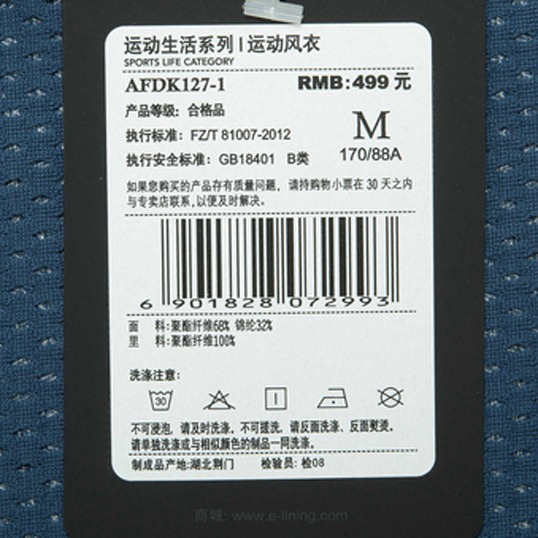 运动生活系列 | 运动风衣
SPORTS LIFE CATEGORY
AFDK127-1 RMB:499 元
产品等级: 合格品
执行标准: FZ/T 81007-2012
M
执行安全标准: GB18401 B类
170/88A
如果您购买的产品存有质量问题, 请持购物小票在 30 天之内
与专卖店联系,以便及时解决。
6 901828 072993
面 料:聚酯纤维68% 锦纶32%
里 料:聚酯纤维100%
洗涤注意:
30
不可浸泡, 请及时洗涤。不可搓洗, 请反面洗涤、反面熨烫。
请单独洗涤或与相似颜色的制品一同洗涤。
制成品产地:湖北荆门 检验员: 检08
商城: www.e-lining.com